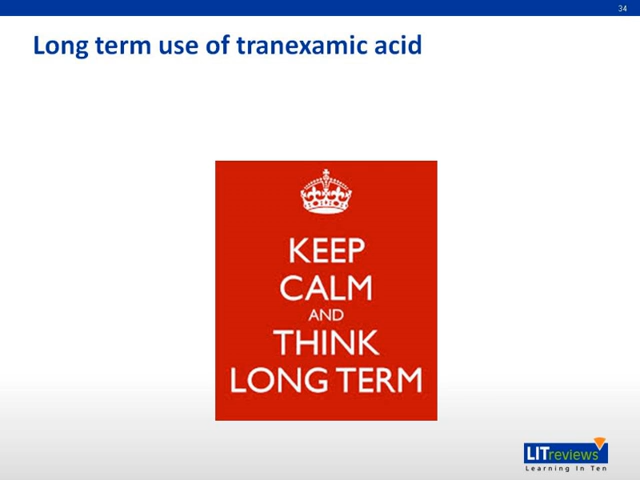 34
Long term use of tranexamic acid
KEEP
CALM
AND
THINK
LONG TERM
LITreviews
Learning In Ten